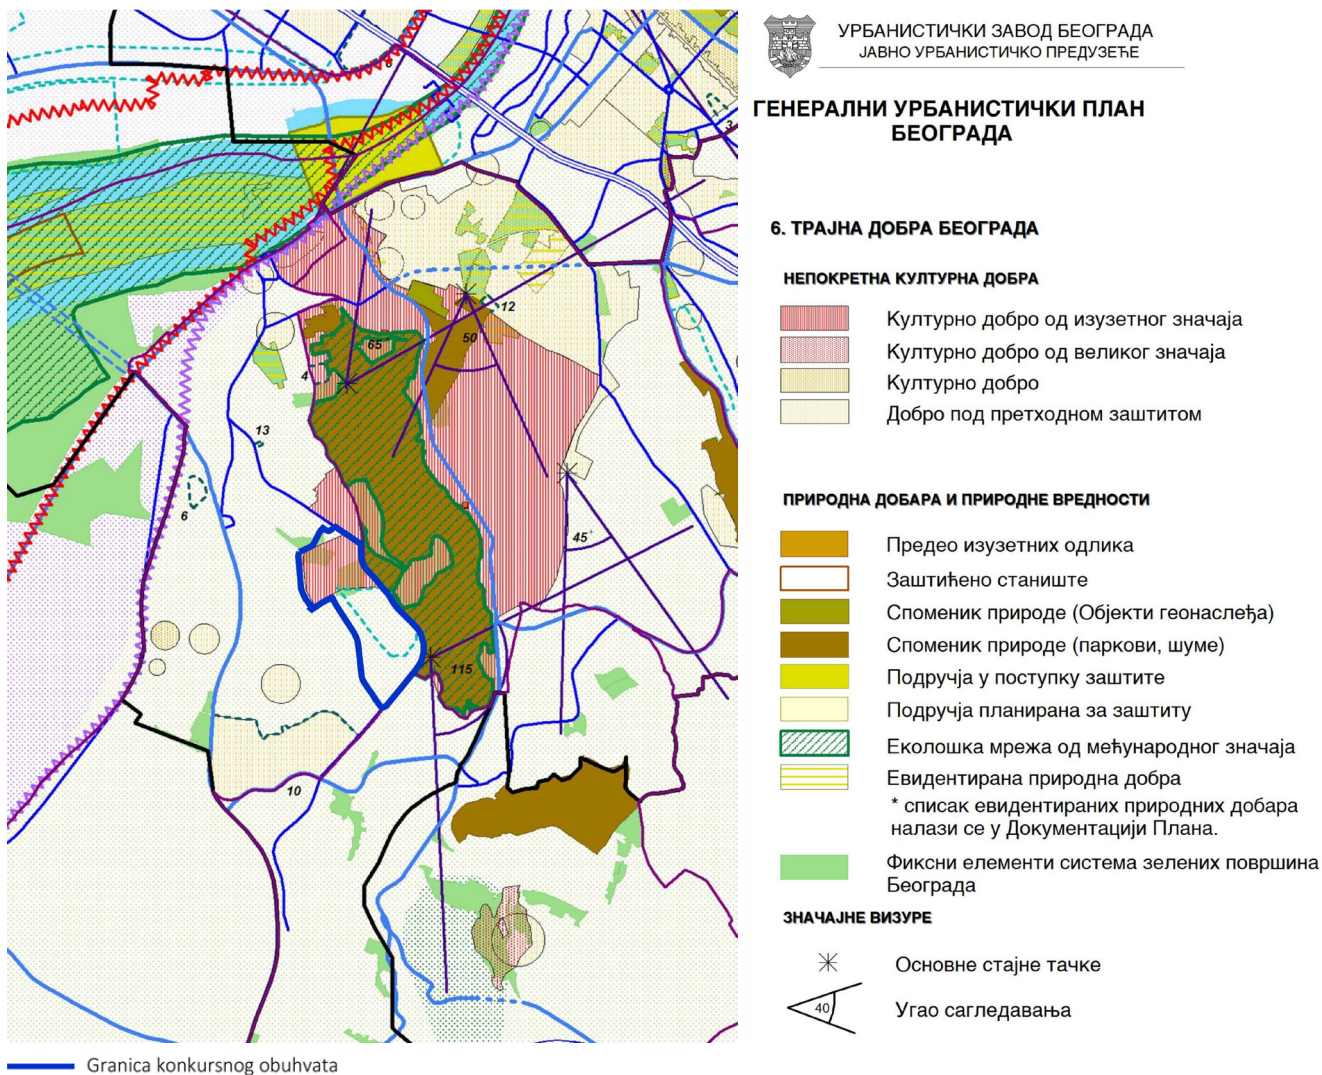 УРБАНИСТИЧКИ ЗАВОД БЕОГРАДА
ЈАВНО УРБАНИСТИЧКО ПРЕДУЗЕЋЕ
ГЕНЕРАЛНИ УРБАНИСТИЧКИ ПЛАН
БЕОГРАДА
6. ТРАЈНА ДОБРА БЕОГРАДА
НЕПОКРЕТНА КУЛТУРНА ДОБРА
Културно добро од изузетног значаја
Културно добро од великог значаја
Културно добро
Добро под претходном заштитом
ПРИРОДНА ДОБАРА И ПРИРОДНЕ ВРЕДНОСТИ
Предео изузетних одлика
Заштићено станиште
Споменик природе (Објекти геонаслеђа)
Споменик природе (паркови, шуме)
Подручја у поступку заштите
Подручја планирана за заштиту
Еколошка мрежа од међународног значаја
Евидентирана природна добра
* списак евидентираних природних добара
налази се у Документацији Плана.
Фиксни елементи система зелених површина
Београда
ЗНАЧАЈНЕ ВИЗУРЕ
Основне стајне тачке
40
Угао сагледавања
3
12
50
65
4
13
6
45°
115
10
Granica konkursnog obuhvata